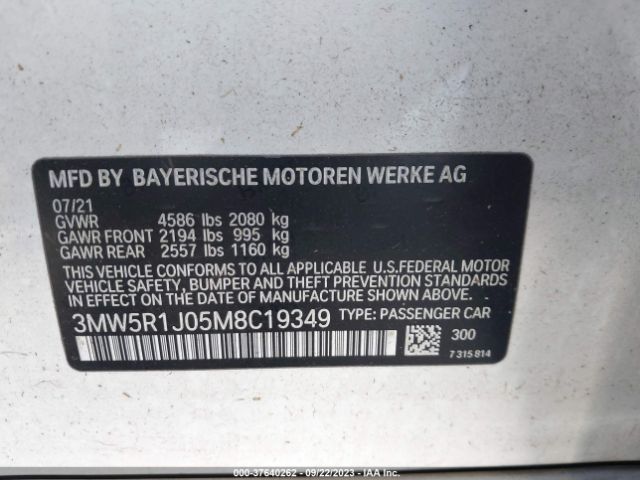 MFD BY BAYERISCHE MOTOREN WERKE AG
07/21
GVWR 4586 lbs 2080 kg
GAWR FRONT 2194 lbs 995 kg
GAWR REAR 2557 lbs 1160 kg
THIS VEHICLE CONFORMS TO ALL APPLICABLE U.S.FEDERAL MOTOR
VEHICLE SAFETY, BUMPER AND THEFT PREVENTION STANDARDS
IN EFFECT ON THE DATE OF MANUFACTURE SHOWN ABOVE.
3MW5R1J05M8C19349 TYPE: PASSENGER CAR
300
7 315 814
000-37640262 - 09/22/2023 - IAA Inc.